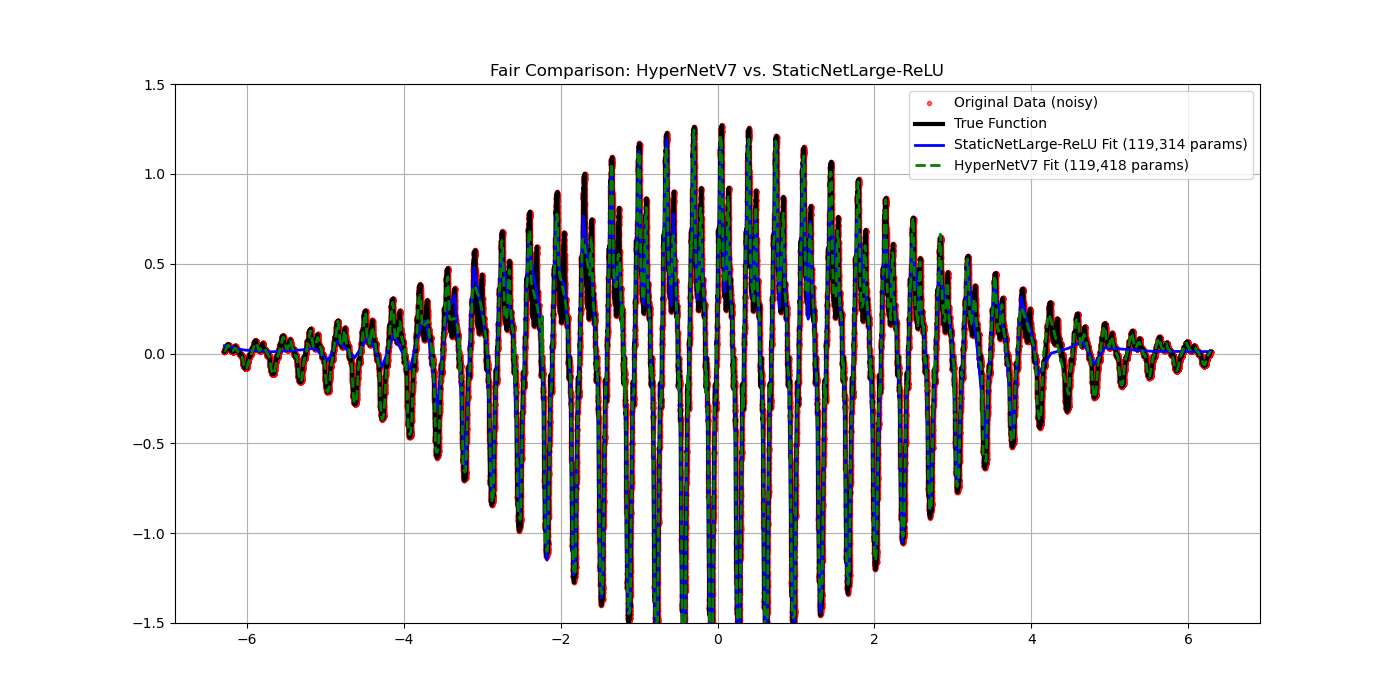 Fair Comparison: HyperNetV7 vs. StaticNetLarge-ReLU
Original Data (noisy)
True Function
StaticNetLarge-ReLU Fit (119,314 params)
HyperNetV7 Fit (119,418 params)
1.5
1.0
0.5
0.0
−0.5
−1.0
−1.5
−6 −4 −2 0 2 4 6